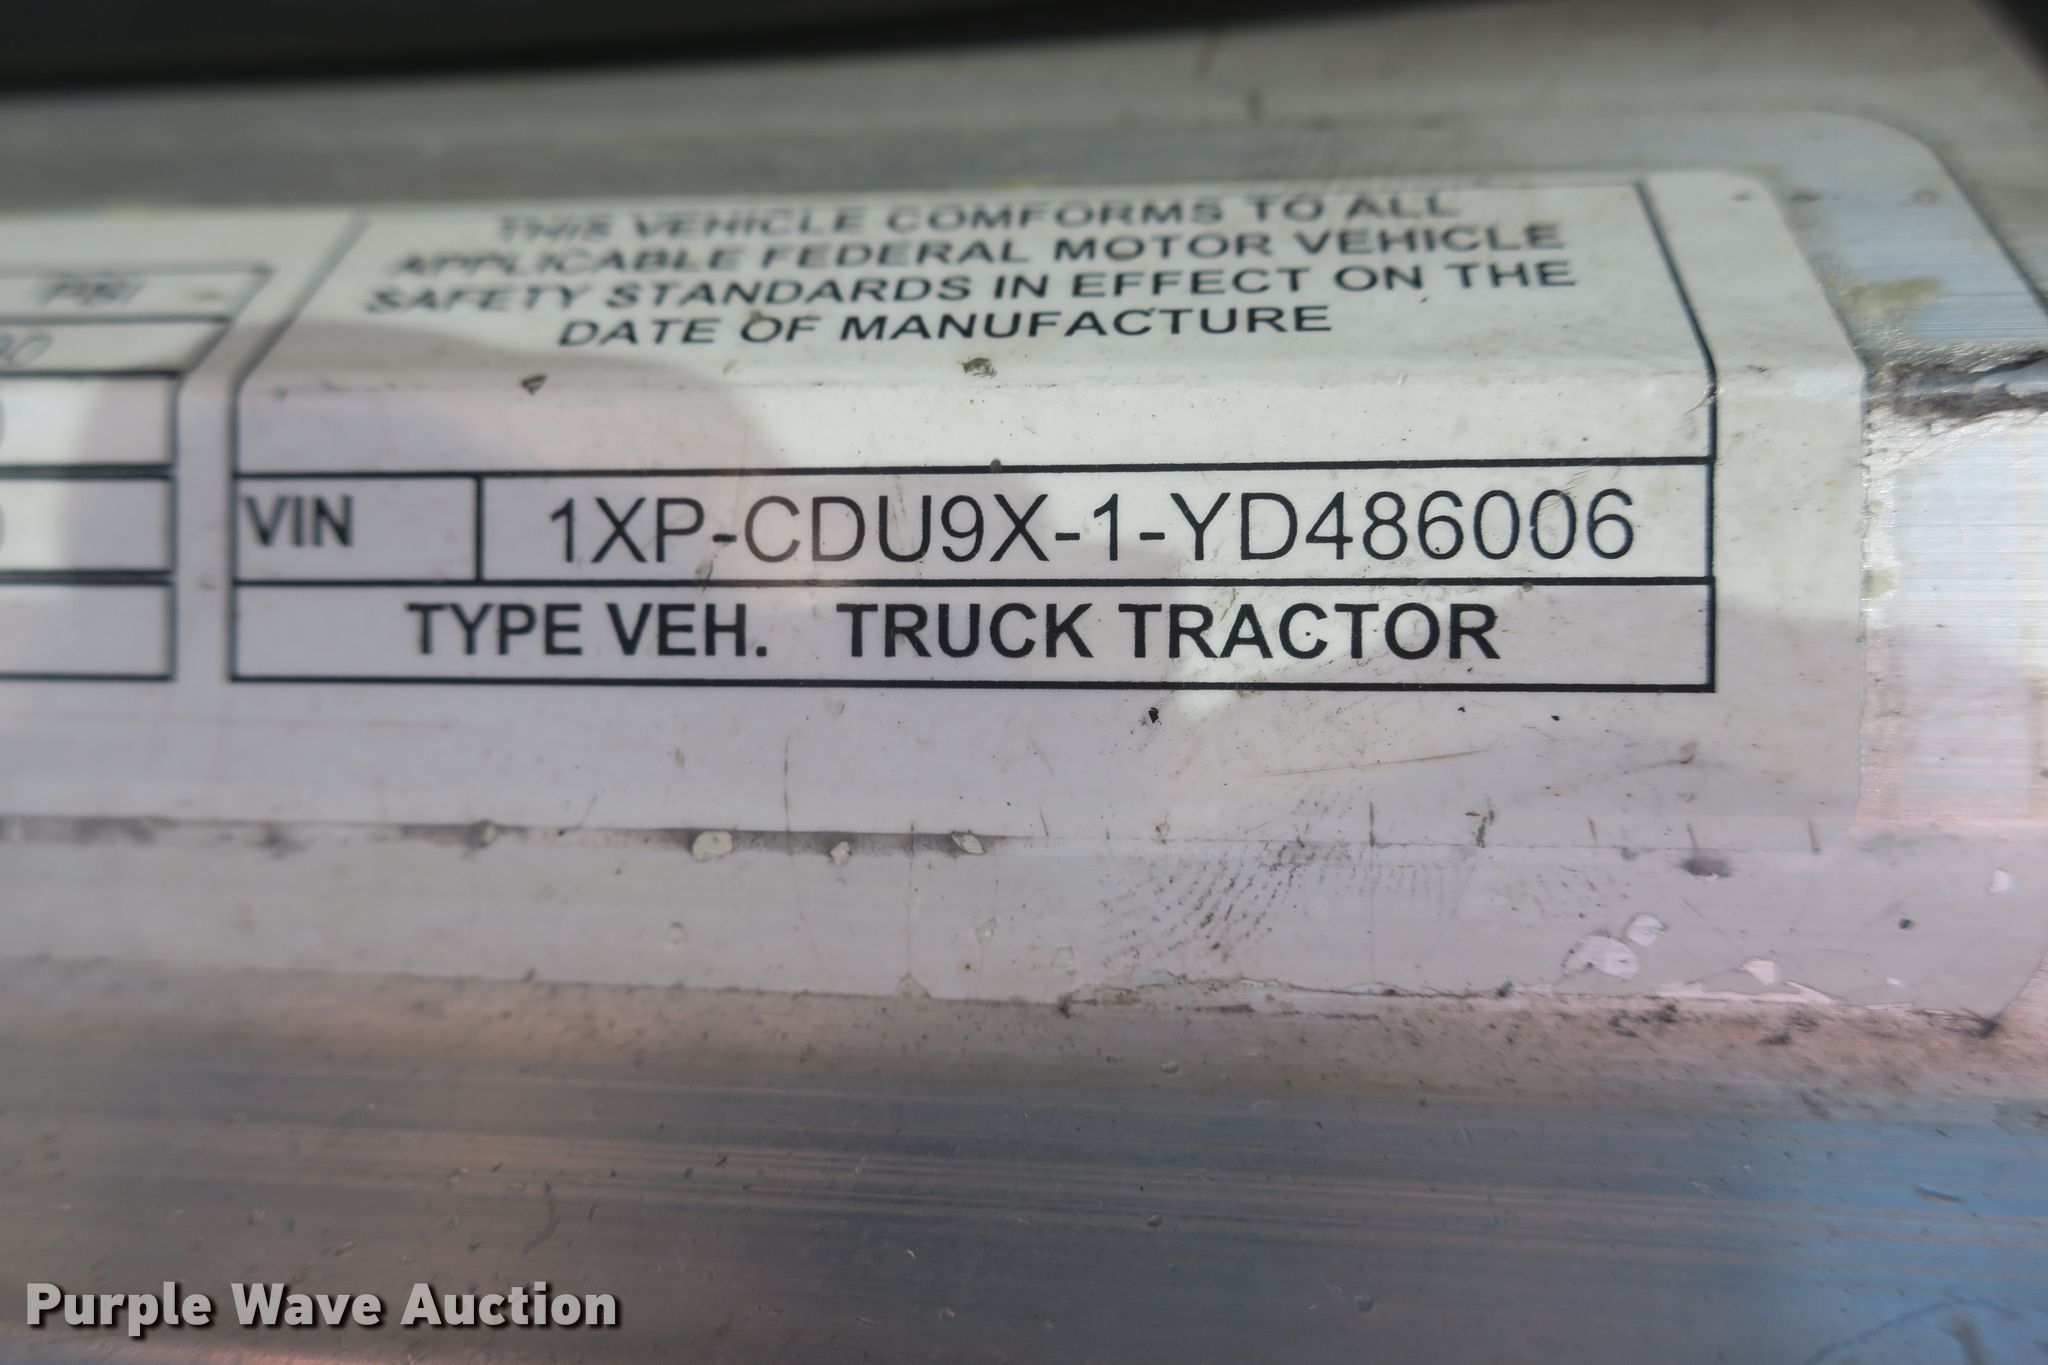 THIS VEHICLE COMFORMS TO ALL
APPLICABLE FEDERAL MOTOR VEHICLE
SAFETY STANDARDS IN EFFECT ON THE
DATE OF MANUFACTURE
PSI
VIN 1XP-CDU9X-1-YD486006
TYPE VEH. TRUCK TRACTOR
Purple Wave Auction